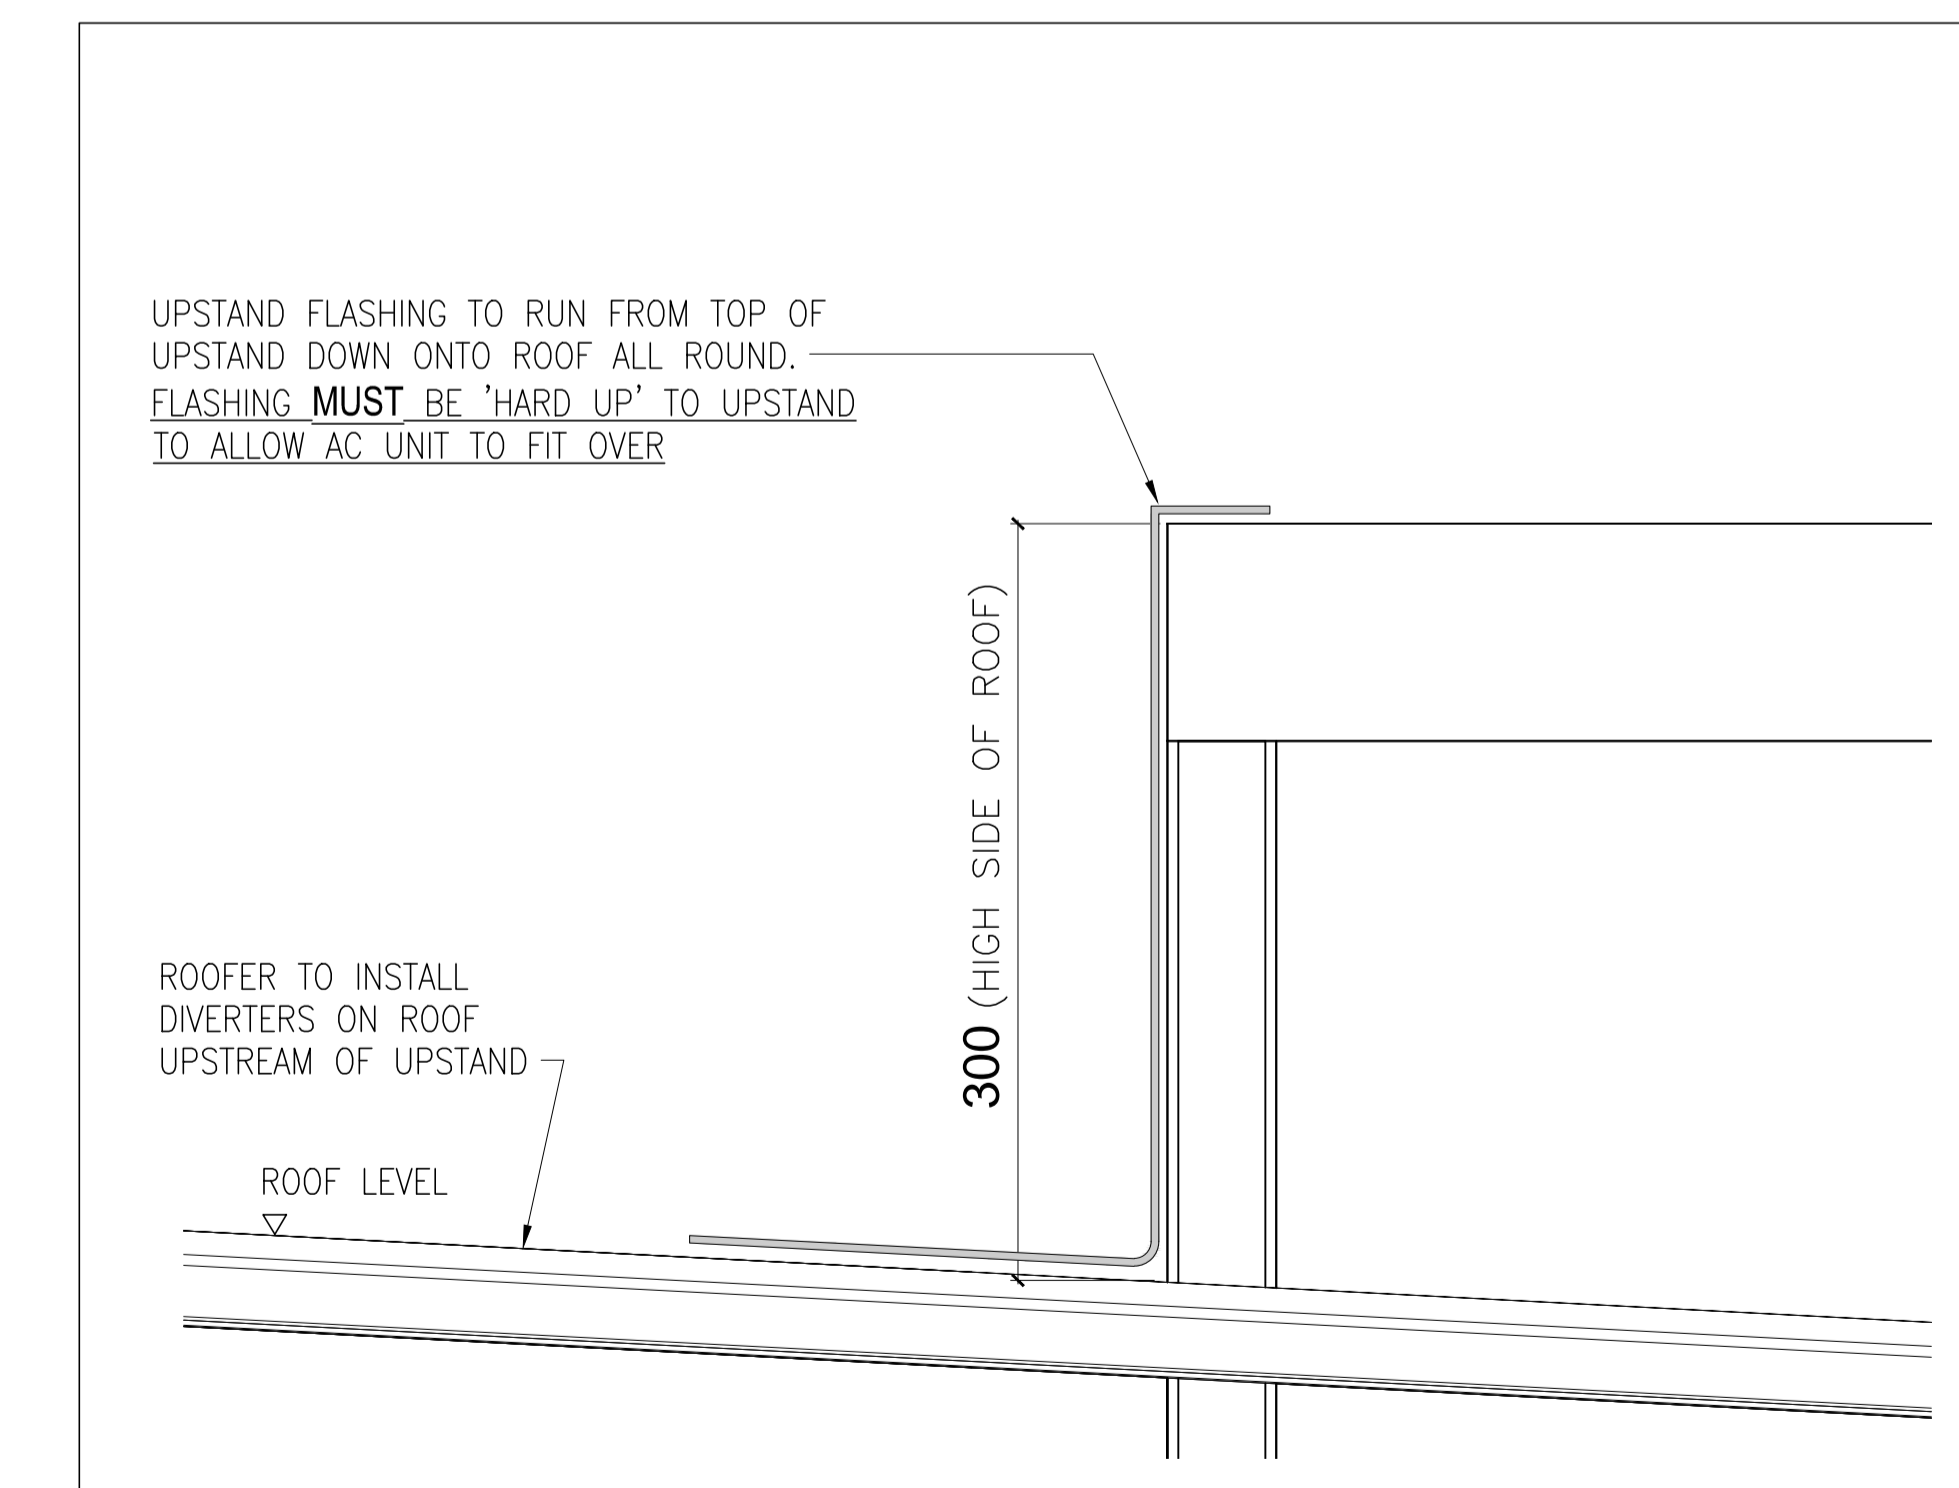 UPSTAND FLASHING TO RUN FROM TOP OF
UPSTAND DOWN ONTO ROOF ALL ROUND.
FLASHING MUST BE 'HARD UP' TO UPSTAND
TO ALLOW AC UNIT TO FIT OVER
300 (HIGH SIDE OF ROOF)
ROOFER TO INSTALL
DIVERTERS ON ROOF
UPSTREAM OF UPSTAND
ROOF LEVEL